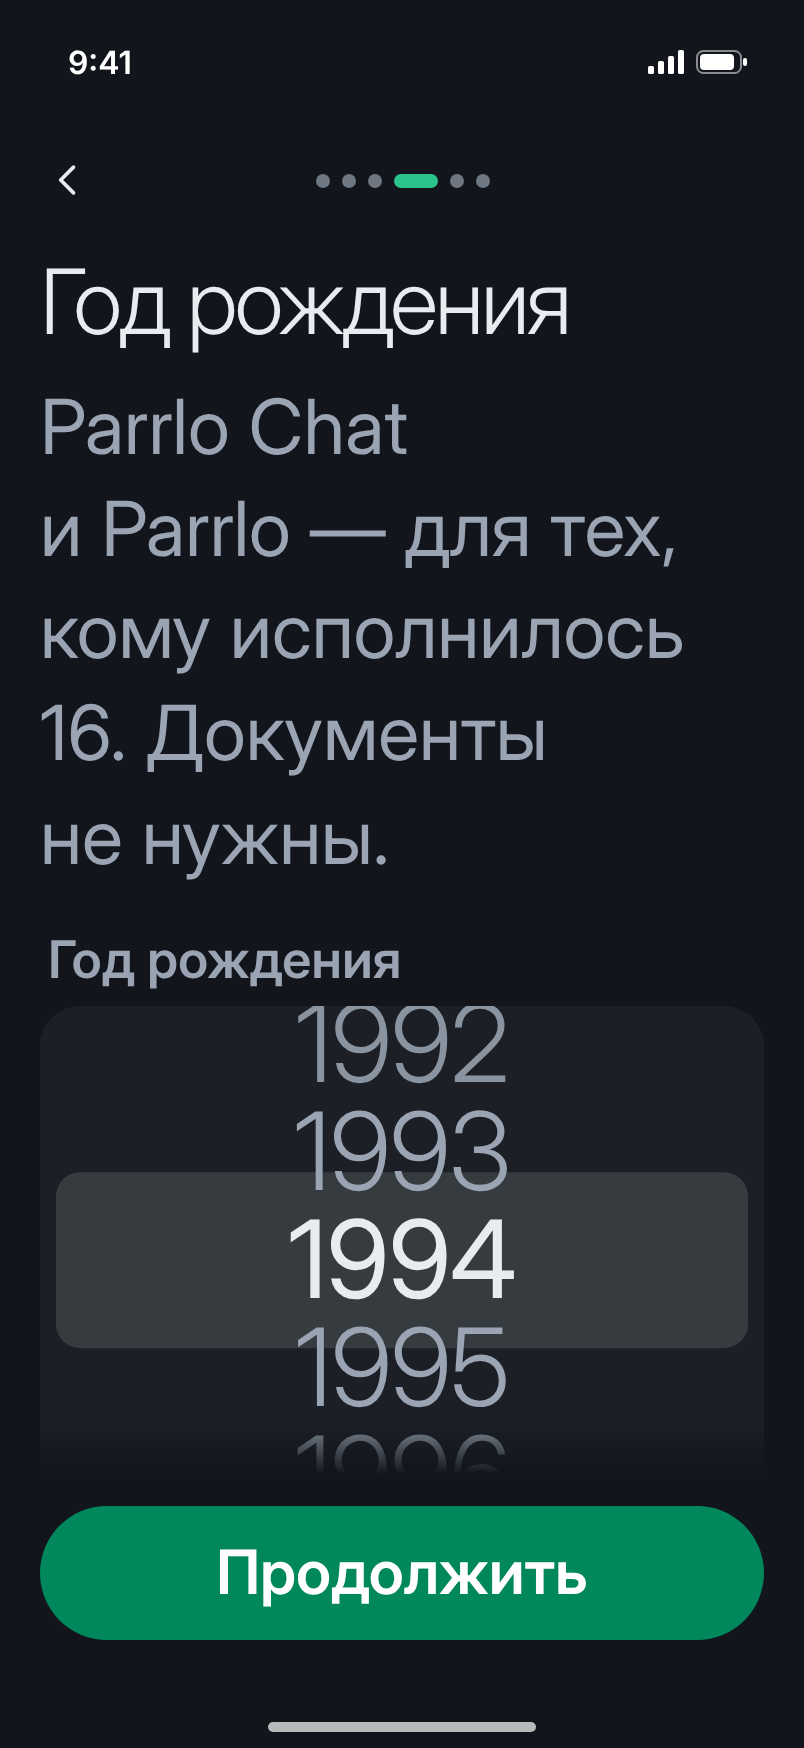 9:41
Год рождения
Parrlo Chat
и Parrlo — для тех,
кому исполнилось
16. Документы
не нужны.
Год рождения
1992
1993
1994
1995
1996
Продолжить